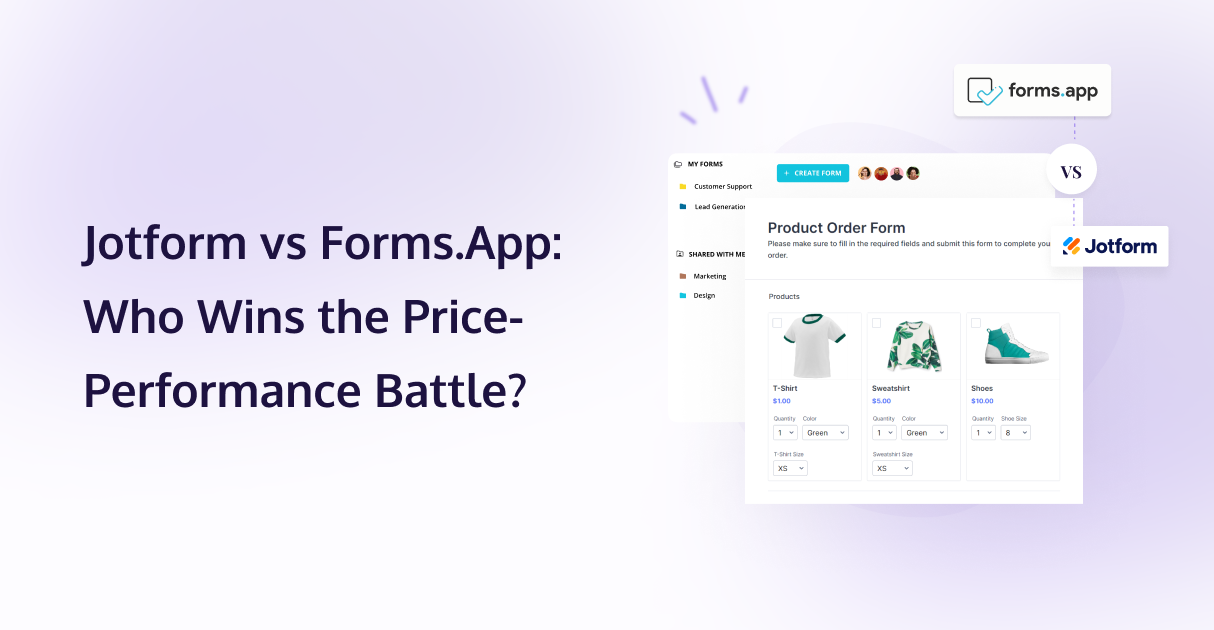 Jotform vs Forms.App:
Who Wins the Price-
Performance Battle?
forms.app
VS
Jotform
MY FORMS
Customer Support
Lead Generation
SHARED WITH ME
Marketing
Design
+ CREATE FORM
Product Order Form
Please make sure to fill in the required fields and submit this form to complete you
order.
Products
T-Shirt
$1.00
Quantity Color
1 Green
T-Shirt Size
XS
Sweatshirt
$5.00
Quantity Color
1 Green
Sweatshirt Size
XS
Shoes
$10.00
Quantity Shoe Size
1 8